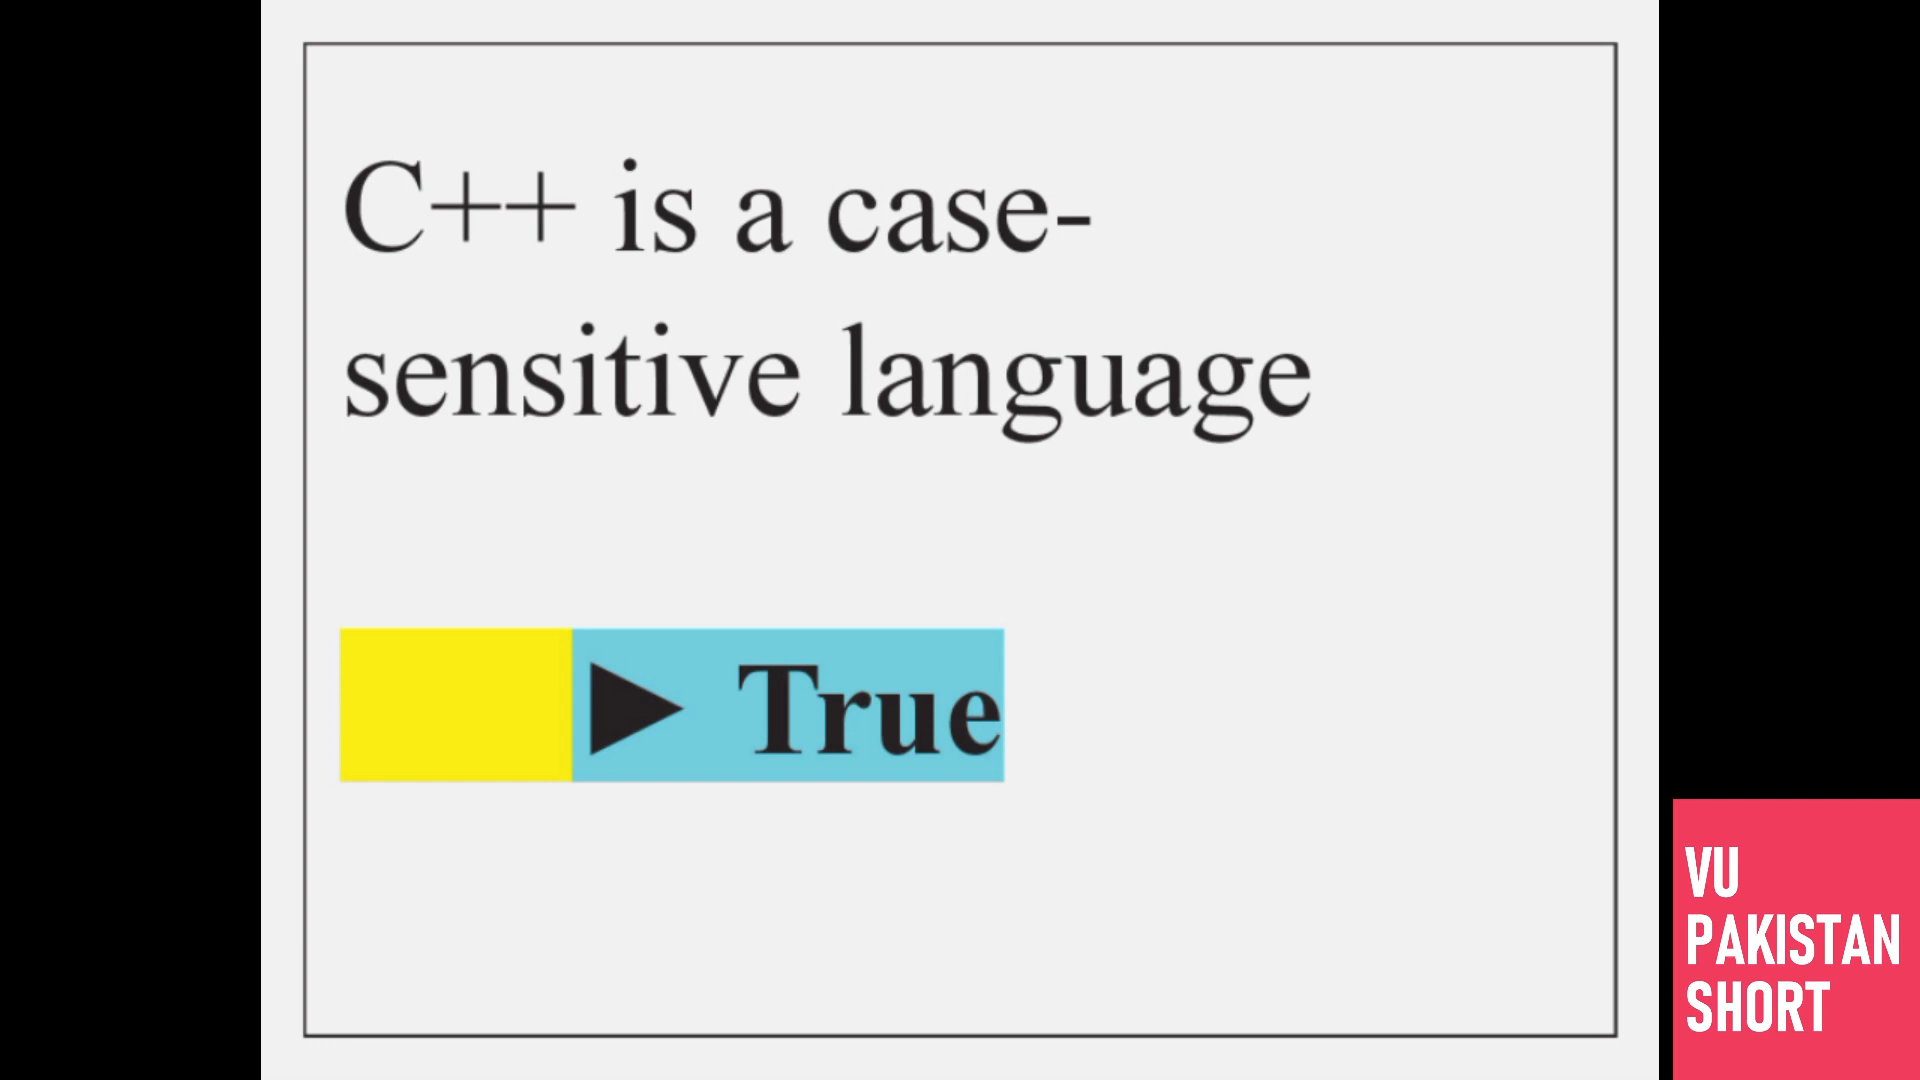 C++ is a case-
sensitive language
► True
VU
PAKISTAN
SHORT